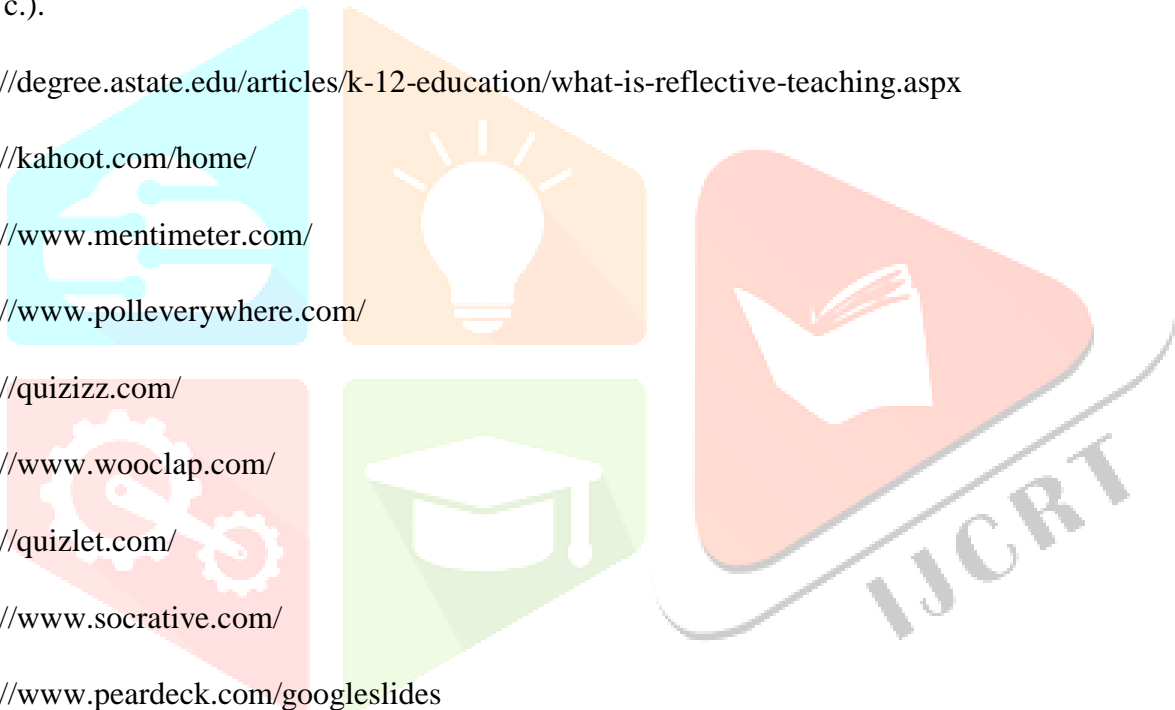 c.).
//degree.astate.edu/articles/k-12-education/what-is-reflective-teaching.aspx
//kahoot.com/home/
//www.mentimeter.com/
//www.polleverywhere.com/
//quizizz.com/
//www.wooclap.com/
//quizlet.com/
//www.socrative.com/
//www.peardeck.com/googleslides
IJCRT